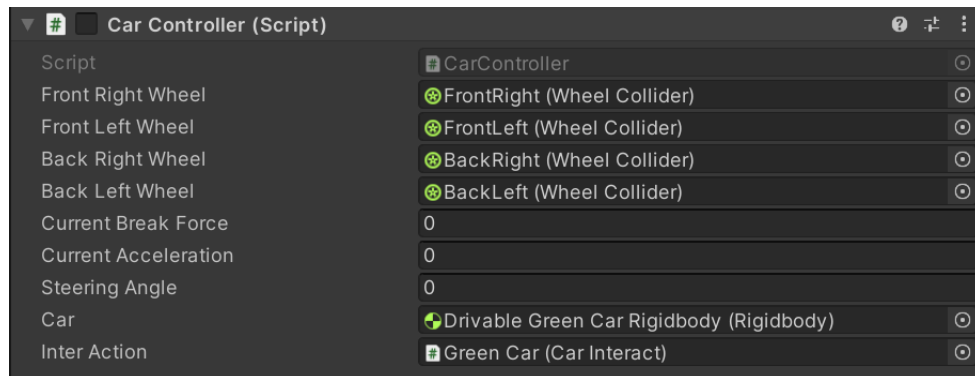 Car Controller (Script)
Script CarController
Front Right Wheel FrontRight (Wheel Collider)
Front Left Wheel FrontLeft (Wheel Collider)
Back Right Wheel BackRight (Wheel Collider)
Back Left Wheel BackLeft (Wheel Collider)
Current Break Force 0
Current Acceleration 0
Steering Angle 0
Car Drivable Green Car Rigidbody (Rigidbody)
Inter Action Green Car (Car Interact)